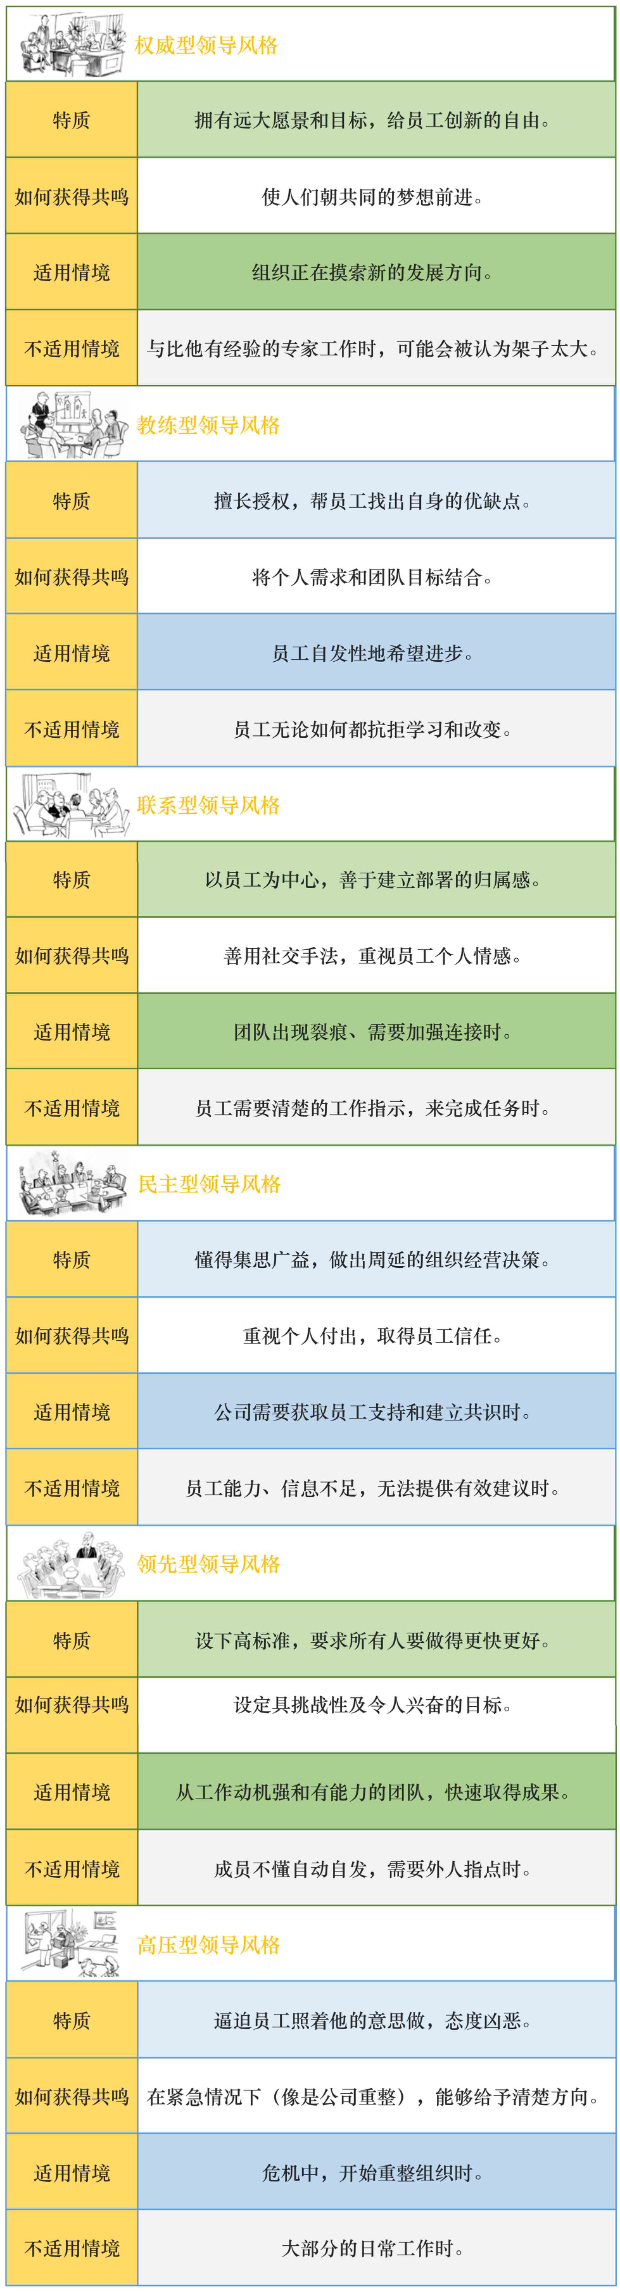 权威型领导风格
特质 拥有远大愿景和目标，给员工创新的自由。
如何获得共鸣 使人们朝共同的梦想前进。
适用情境 组织正在摸索新的发展方向。
不适用情境 与比他有经验的专家工作时，可能会被认为架子太大。
教练型领导风格
特质 擅长授权，帮员工找出自身的优缺点。
如何获得共鸣 将个人需求和团队目标结合。
适用情境 员工自发性地希望进步。
不适用情境 员工无论如何都抗拒学习和改变。
联系型领导风格
特质 以员工为中心，善于建立部署的归属感。
如何获得共鸣 善用社交手法，重视员工个人情感。
适用情境 团队出现裂痕、需要加强连接时。
不适用情境 员工需要清楚的工作指示，来完成任务时。
民主型领导风格
特质 懂得集思广益，做出周延的组织经营决策。
如何获得共鸣 重视个人付出，取得员工信任。
适用情境 公司需要获取员工支持和建立共识时。
不适用情境 员工能力、信息不足，无法提供有效建议时。
领先型领导风格
特质 设下高标准，要求所有人要做得更快更好。
如何获得共鸣 设定具挑战性及令人兴奋的目标。
适用情境 从工作动机强和有能力的团队，快速取得成果。
不适用情境 成员不懂自动自发，需要外人指点时。
高压型领导风格
特质 逼迫员工照着他的意思做，态度凶恶。
如何获得共鸣 在紧急情况下（像是公司重整），能够给予清楚方向。
适用情境 危机中，开始重整组织时。
不适用情境 大部分的日常工作时。